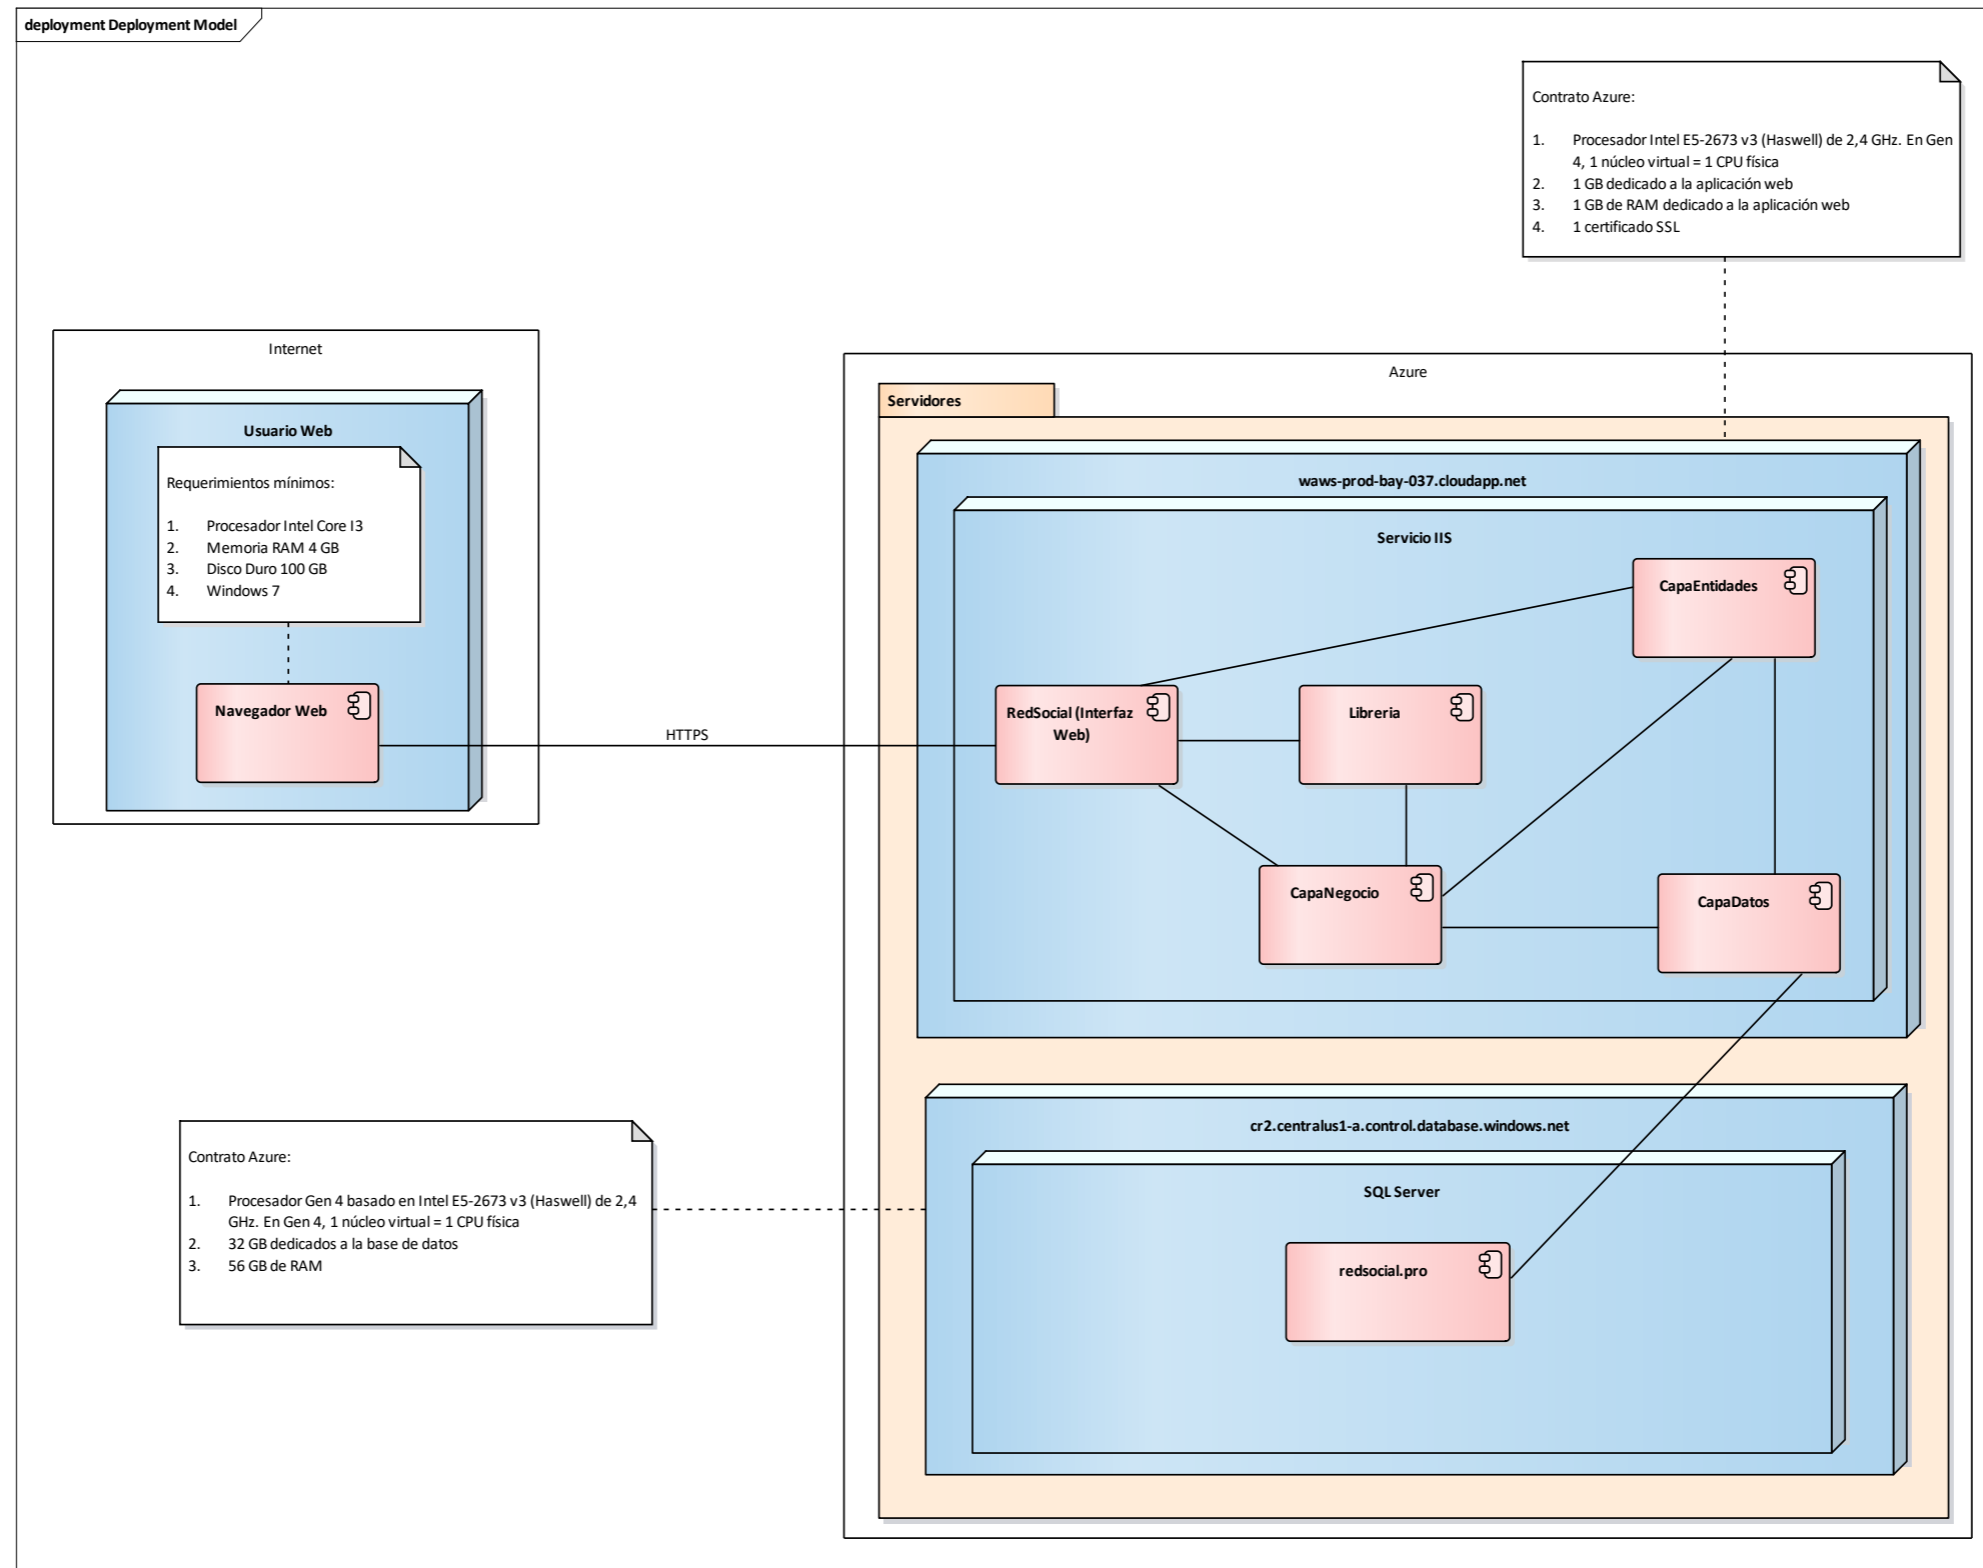 deployment Deployment Model
Contrato Azure:
1. Procesador Intel E5-2673 v3 (Haswell) de 2,4 GHz. En Gen
4, 1 núcleo virtual = 1 CPU física
2. 1 GB dedicado a la aplicación web
3. 1 GB de RAM dedicado a la aplicación web
4. 1 certificado SSL
Internet
Usuario Web
Requerimientos mínimos:
1. Procesador Intel Core I3
2. Memoria RAM 4 GB
3. Disco Duro 100 GB
4. Windows 7
Navegador Web
HTTPS
Azure
Servidores
waws-prod-bay-037.cloudapp.net
Servicio IIS
CapaEntidades
RedSocial (Interfaz
Web)
Libreria
CapaNegocio
CapaDatos
Contrato Azure:
1. Procesador Gen 4 basado en Intel E5-2673 v3 (Haswell) de 2,4
GHz. En Gen 4, 1 núcleo virtual = 1 CPU física
2. 32 GB dedicados a la base de datos
3. 56 GB de RAM
cr2.centralus1-a.control.database.windows.net
SQL Server
redsocial.pro